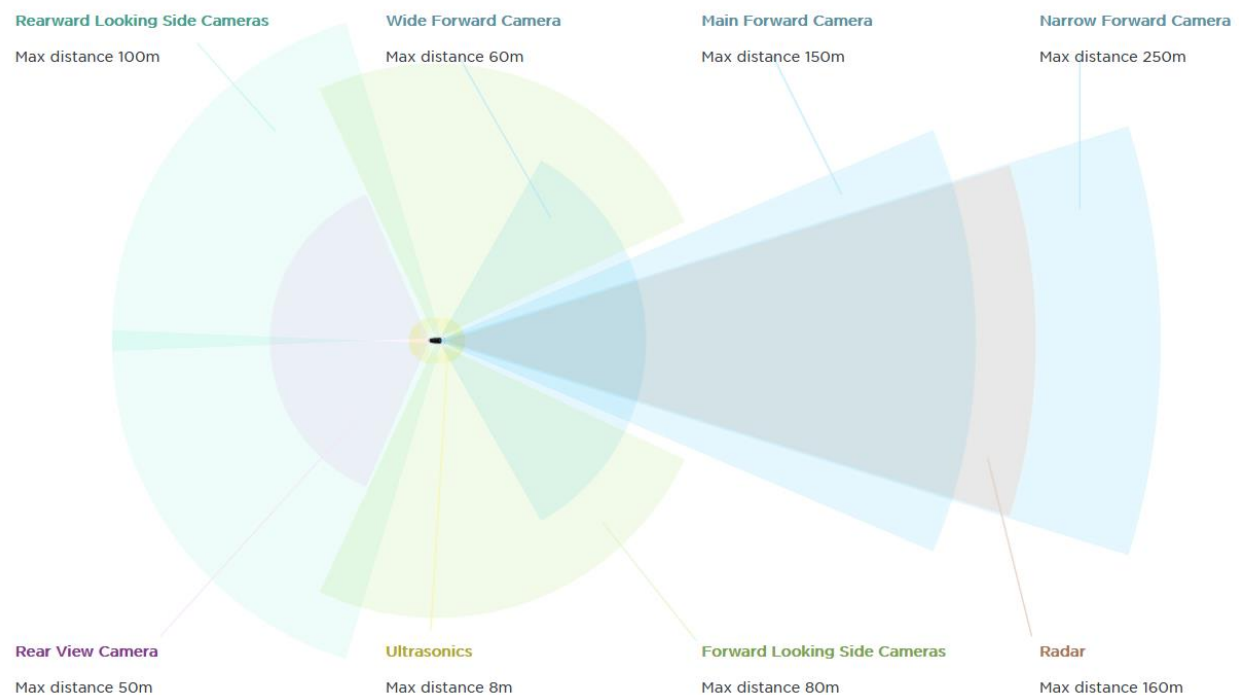 Rearward Looking Side Cameras
Max distance 100m
Wide Forward Camera
Max distance 60m
Main Forward Camera
Max distance 150m
Narrow Forward Camera
Max distance 250m
Rear View Camera
Max distance 50m
Ultrasonics
Max distance 8m
Forward Looking Side Cameras
Max distance 80m
Radar
Max distance 160m